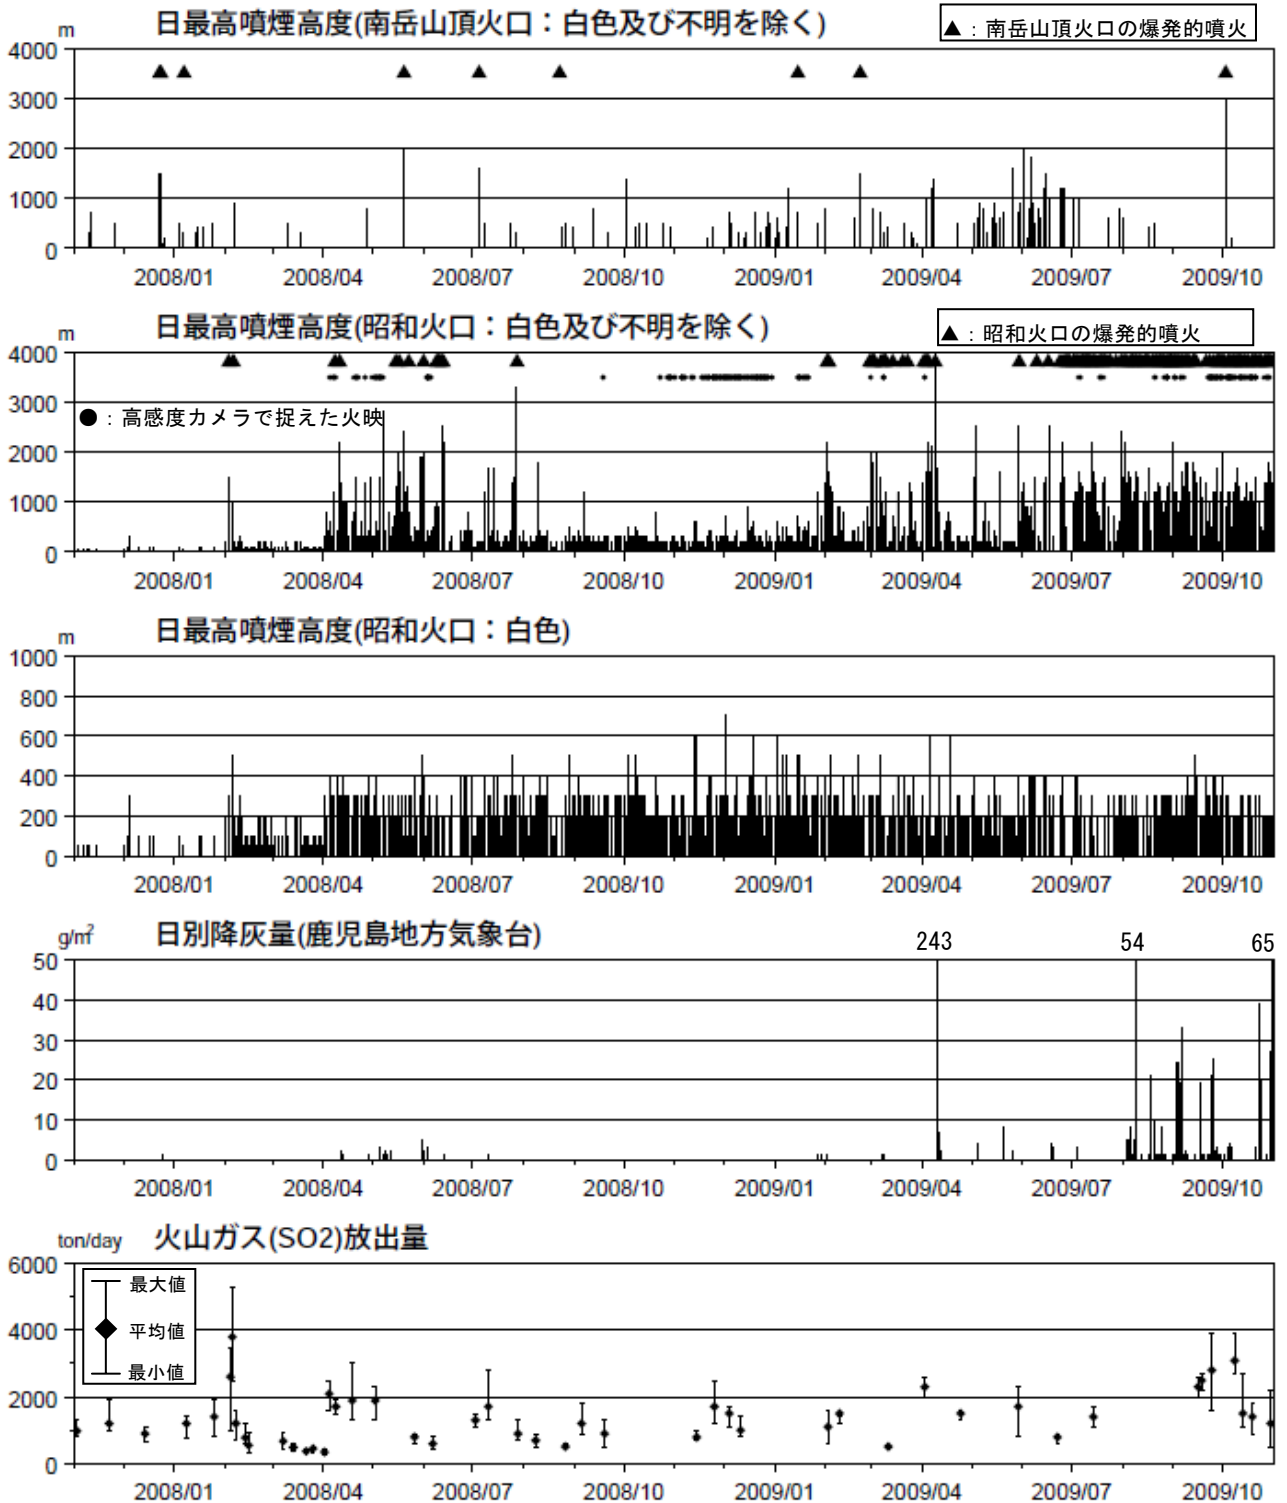 日最高噴煙高度(南岳山頂火口：白色及び不明を除く)
▲：南岳山頂火口の爆発的噴火
m
4000
3000
2000
1000
0
2008/01 2008/04 2008/07 2008/10 2009/01 2009/04 2009/07 2009/10
日最高噴煙高度(昭和火口：白色及び不明を除く)
▲：昭和火口の爆発的噴火
m
4000
3000
●：高感度カメラで捉えた火映
2000
1000
0
2008/01 2008/04 2008/07 2008/10 2009/01 2009/04 2009/07 2009/10
日最高噴煙高度(昭和火口：白色)
m
1000
800
600
400
200
0
2008/01 2008/04 2008/07 2008/10 2009/01 2009/04 2009/07 2009/10
日別降灰量(鹿児島地方気象台)
g/㎡
243 54 65
50
40
30
20
10
0
2008/01 2008/04 2008/07 2008/10 2009/01 2009/04 2009/07 2009/10
火山ガス(SO2)放出量
ton/day
6000
最大値
4000
平均値
最小値
2000
0
2008/01 2008/04 2008/07 2008/10 2009/01 2009/04 2009/07 2009/10